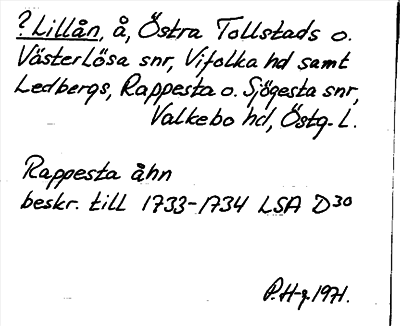 ? Lillån, å, Östra Tollstads o.
Västerlösa snr, Vifolka hd samt
Ledbergs, Rappesta o. Sjögesta snr,
Valkebo hd, Östg. L.
Rappesta åhn
beskr. till 1733-1734 LSA D30
P.H-g 1971.